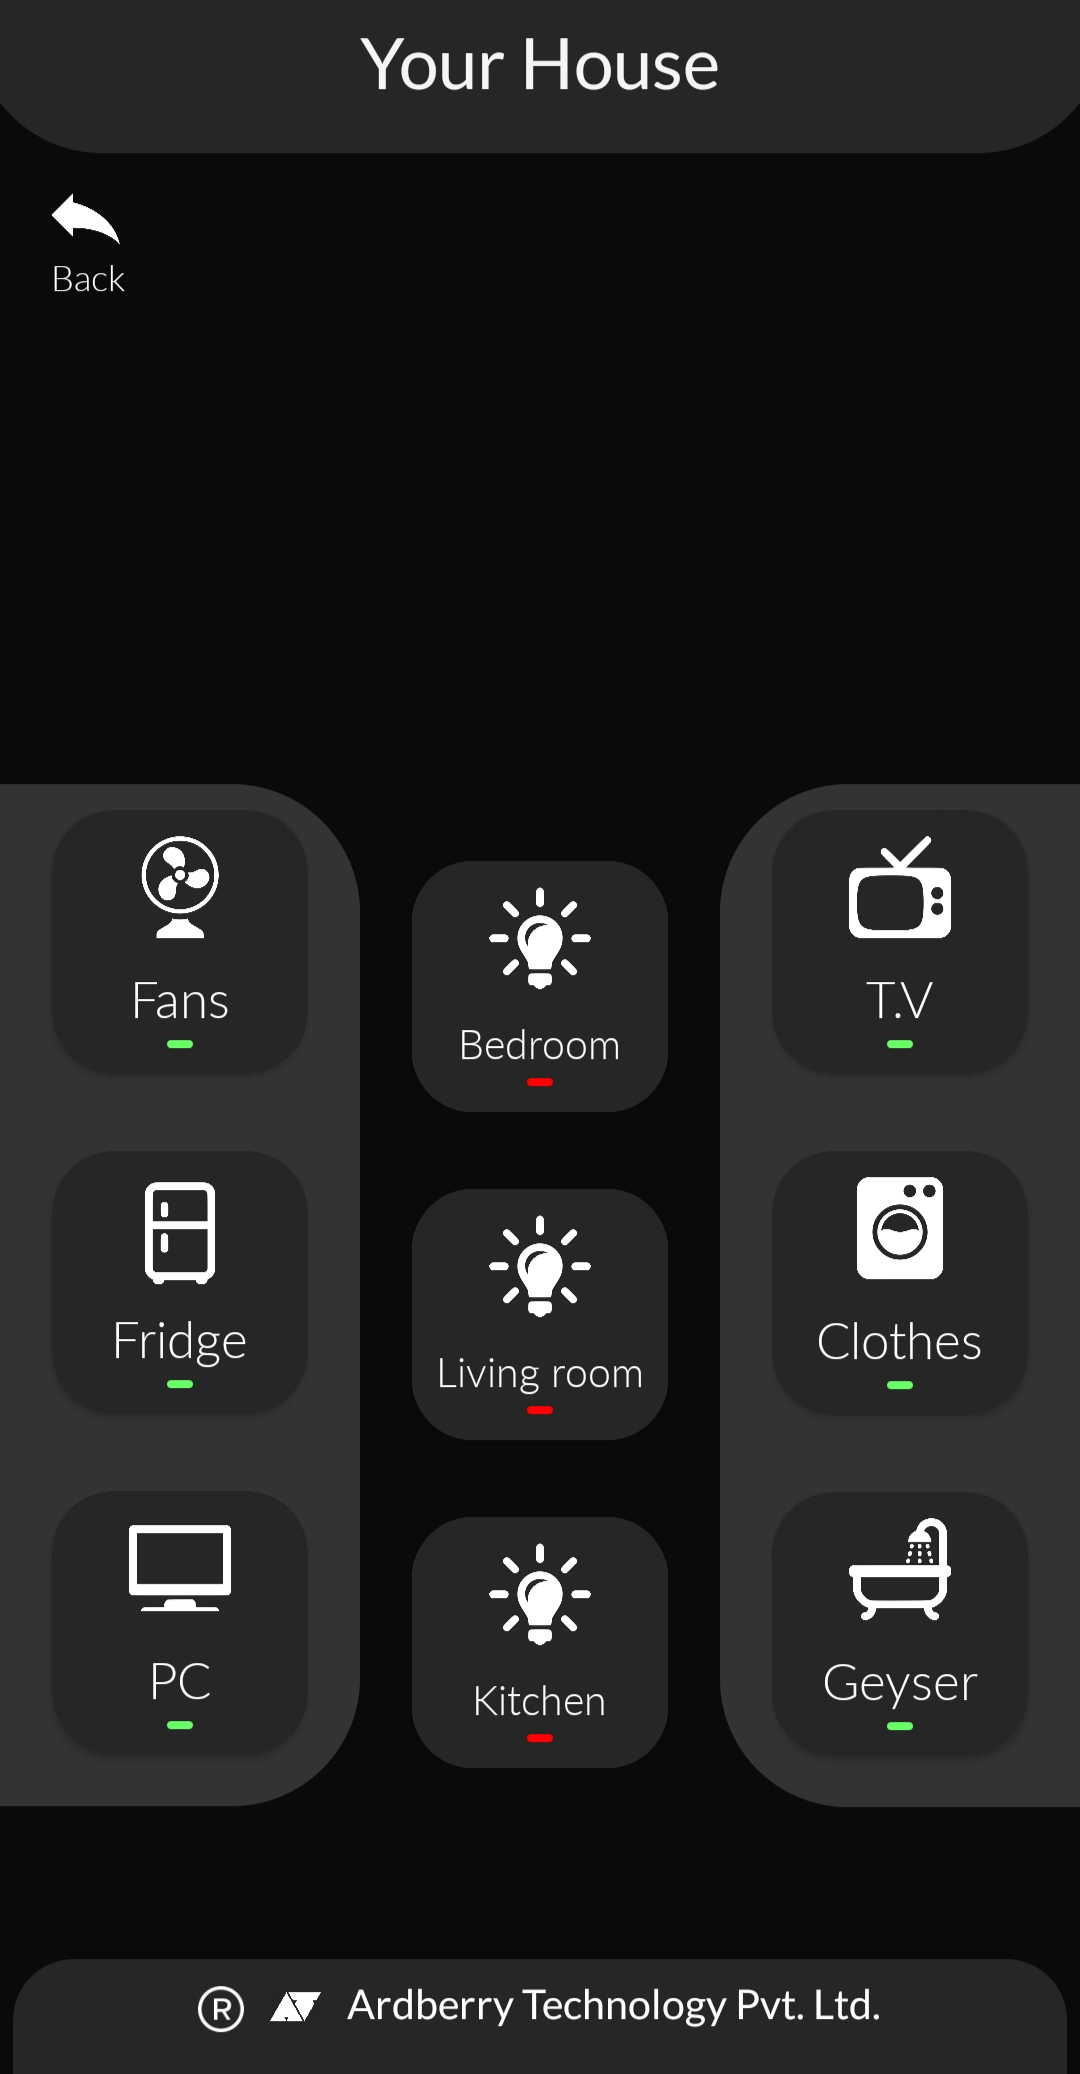 Your House
Back
Fans
Bedroom
T.V
Fridge
Living room
Clothes
PC
Kitchen
Geyser
® Ardberry Technology Pvt. Ltd.